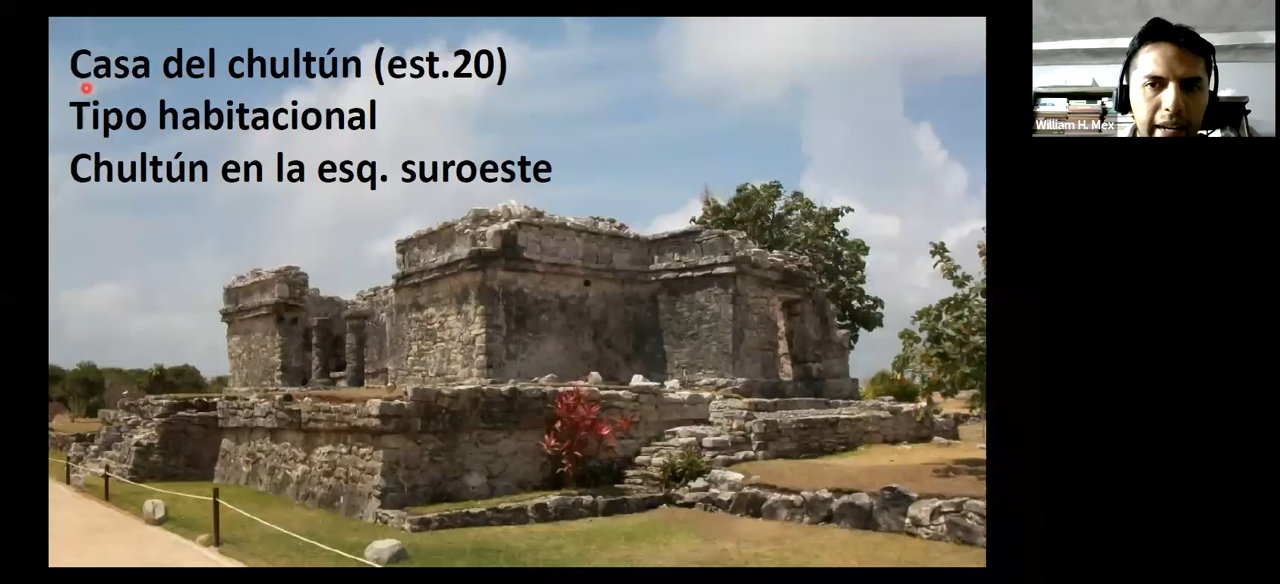 Casa del chultún (est.20)
Tipo habitacional
Chultún en la esq. suroeste
William H. Mex